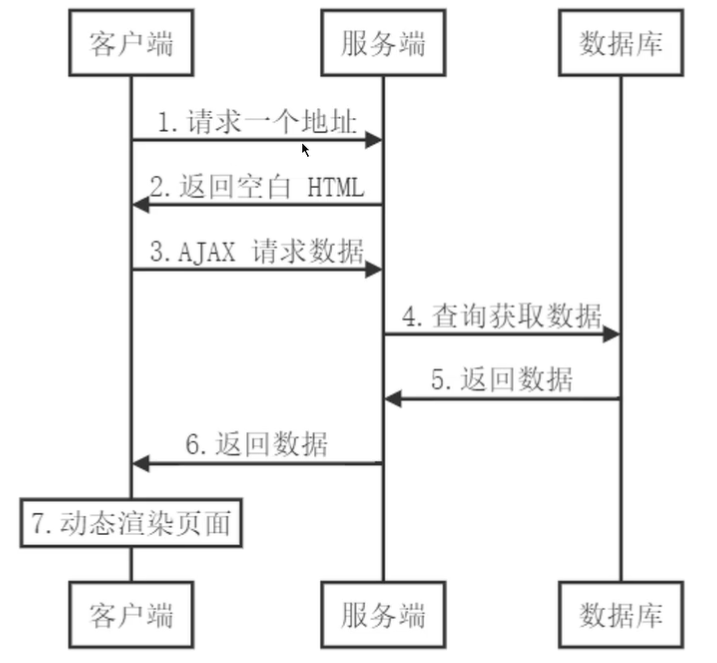 客户端 服务端 数据库
1.请求一个地址
2.返回空白 HTML
3.AJAX 请求数据
4.查询获取数据
5.返回数据
6.返回数据
7.动态渲染页面
客户端 服务端 数据库